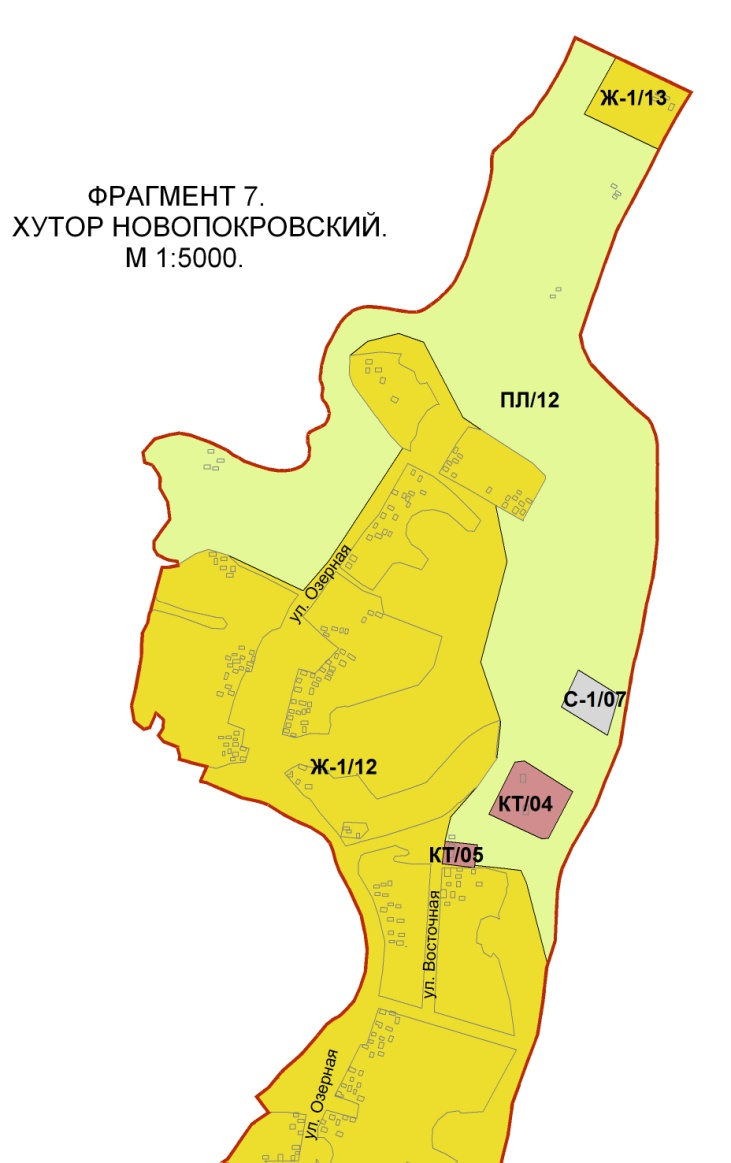 Ж-1/13
ФРАГМЕНТ 7.
ХУТОР НОВОПОКРОВСКИЙ.
М 1:5000.
ПЛ/12
ул. Озерная
С-1/07
Ж-1/12
КТ/04
КТ/05
ул. Восточная
ул. Озерная